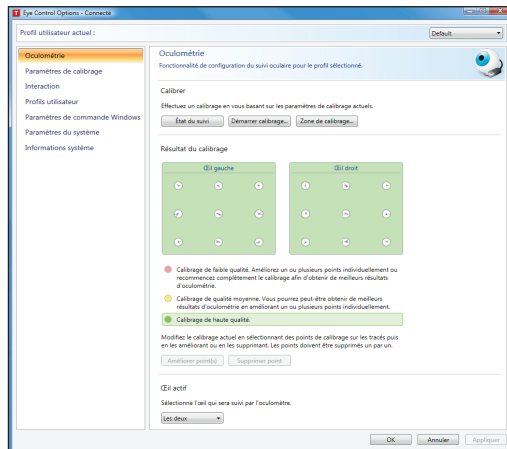 Eye Control Options - Connecté
Profil utilisateur actuel :
Default
Oculométrie
Paramètres de calibrage
Interaction
Profils utilisateur
Paramètres de commande Windows
Paramètres du système
Informations système
Oculométrie
Fonctionnalité de configuration du suivi oculaire pour le profil sélectionné.
Calibrer
Effectuez un calibrage en vous basant sur les paramètres de calibrage actuels.
État du suivi
Démarrer calibrage...
Zone de calibrage...
Résultat du calibrage
Œil gauche
Œil droit
Calibrage de faible qualité. Améliorez un ou plusieurs points individuellement ou
recommencez complètement le calibrage afin d'obtenir de meilleurs résultats
d'oculométrie.
Calibrage de qualité moyenne. Vous pourrez peut-être obtenir de meilleurs
résultats d'oculométrie en améliorant un ou plusieurs points individuellement.
Calibrage de haute qualité.
Modifiez le calibrage actuel en sélectionnant des points de calibrage sur les tracés puis
en les améliorant ou en les supprimant. Les points doivent être supprimés un par un.
Améliorer point(s)
Supprimer point
Œil actif
Sélectionne l'œil qui sera suivi par l'oculomètre.
Les deux
OK
Annuler
Appliquer